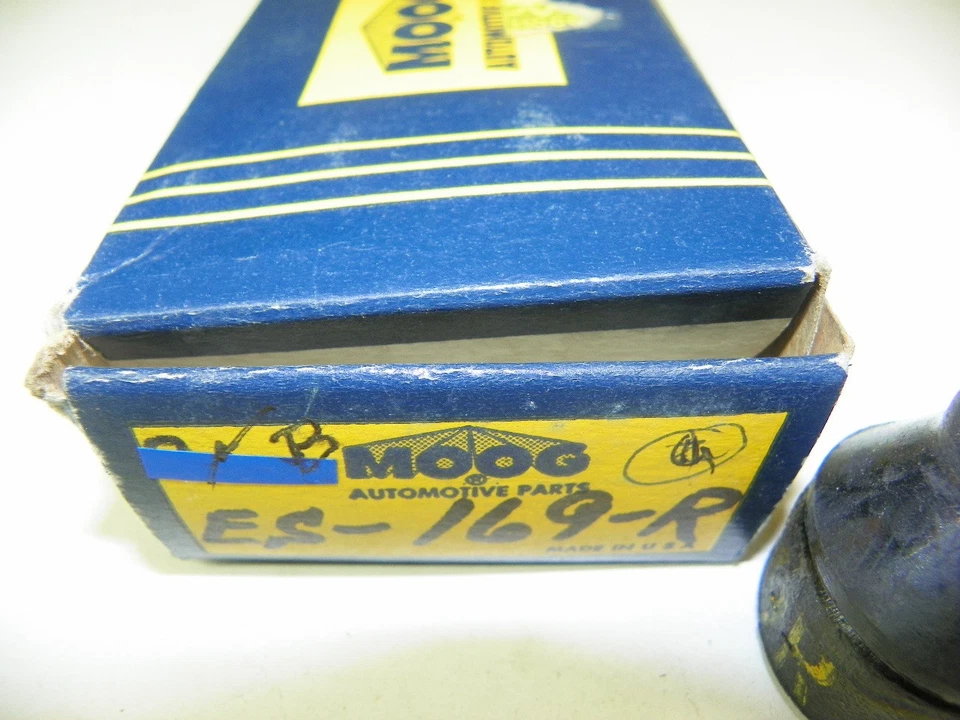 MOOG
AUTOMOTIVE
MOOG
®
AUTOMOTIVE PARTS
ES-169-R
MADE IN U S A